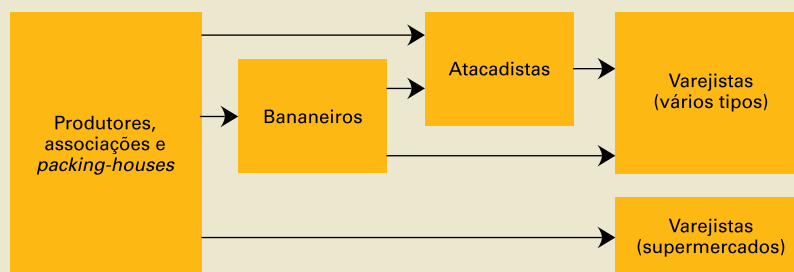 Produtores,
associações e
packing-houses
Bananeiros
Atacadistas
Varejistas
(vários tipos)
Varejistas
(supermercados)